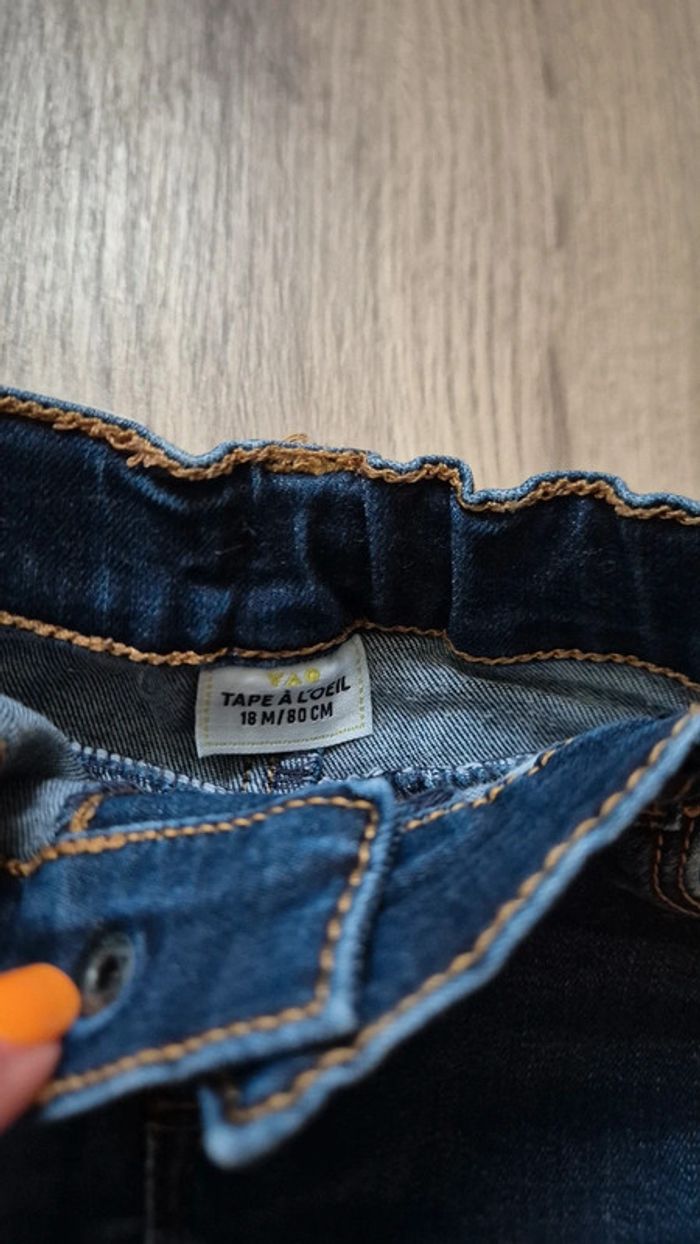 TAO
TAPE À L'OEIL
18 M/80 CM